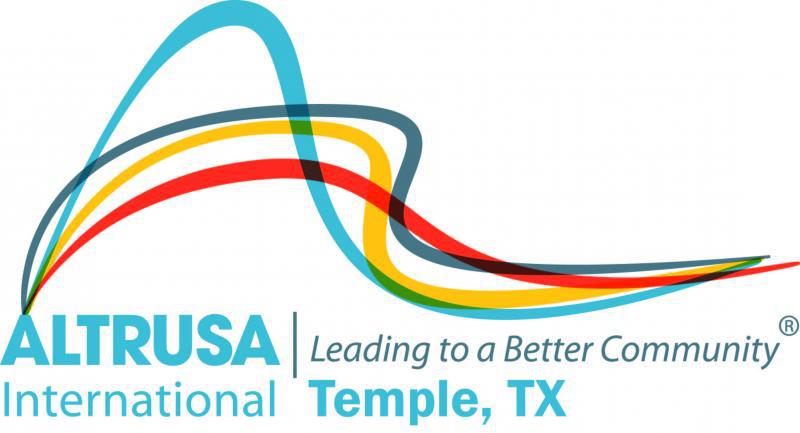 ALTRUSA | Leading to a Better Community®
International Temple, TX